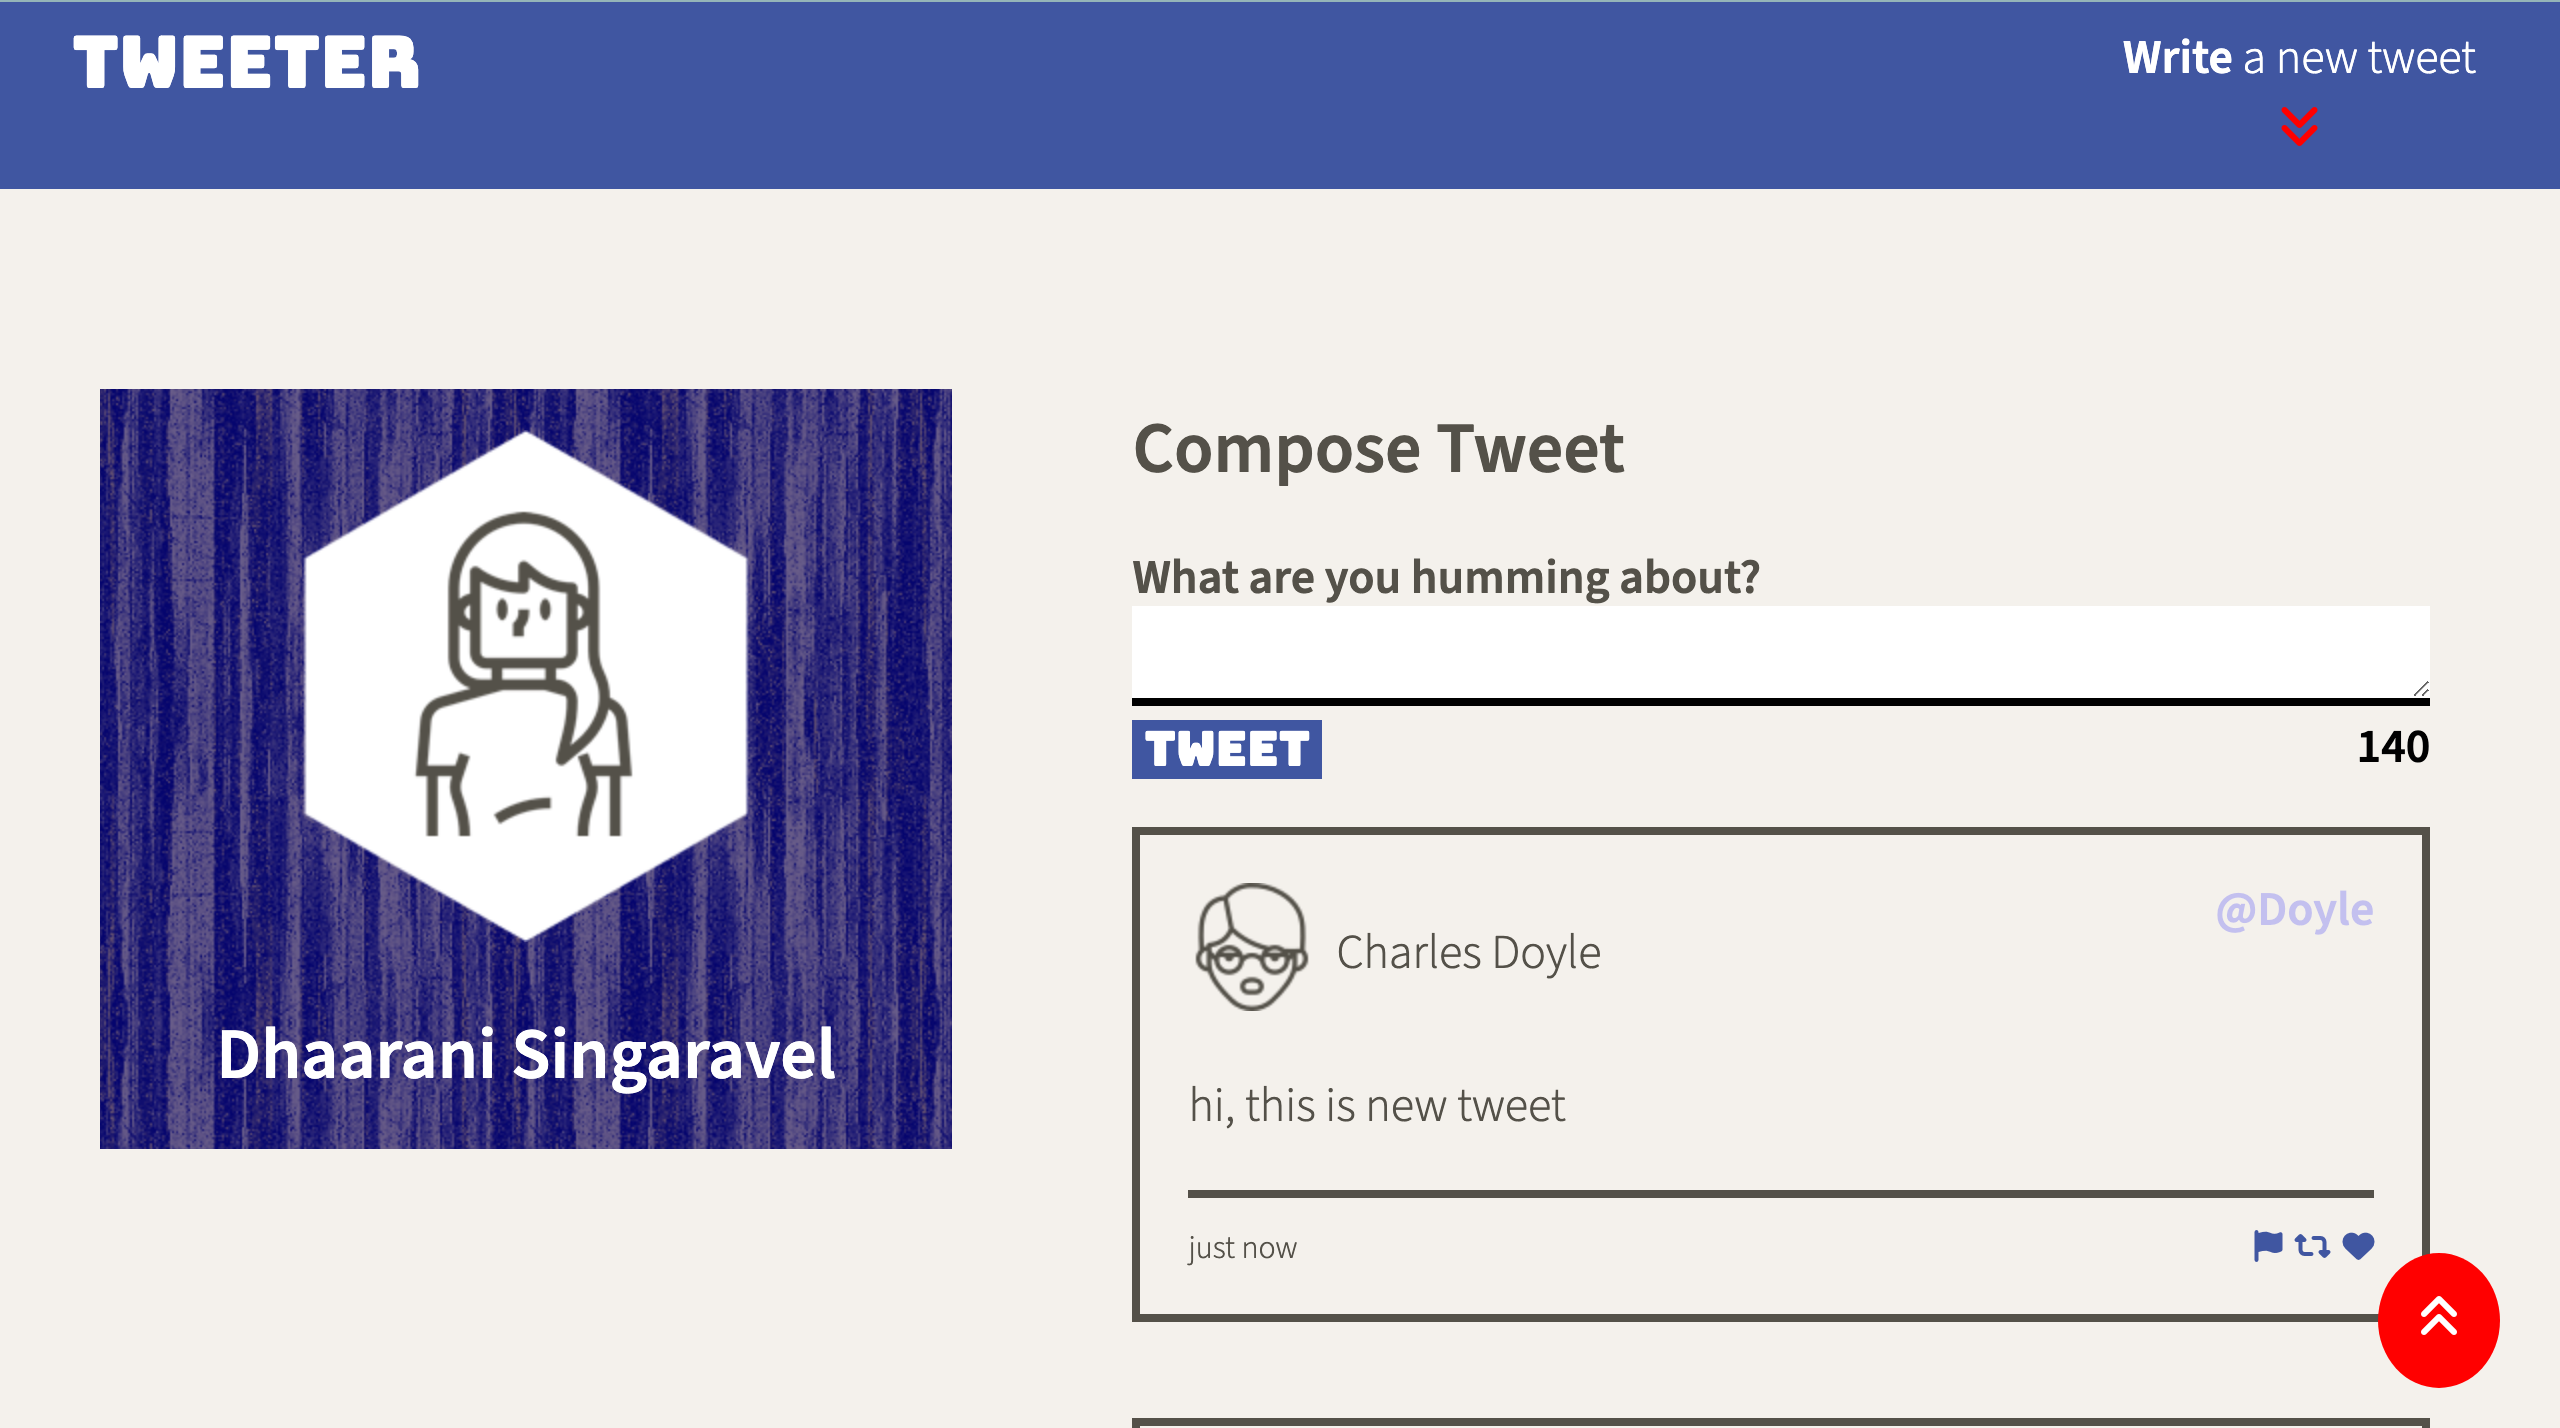 TWEETER
Write a new tweet
Dhaarani Singaravel
Compose Tweet
What are you humming about?
TWEET
140
Charles Doyle
@Doyle
hi, this is new tweet
just now